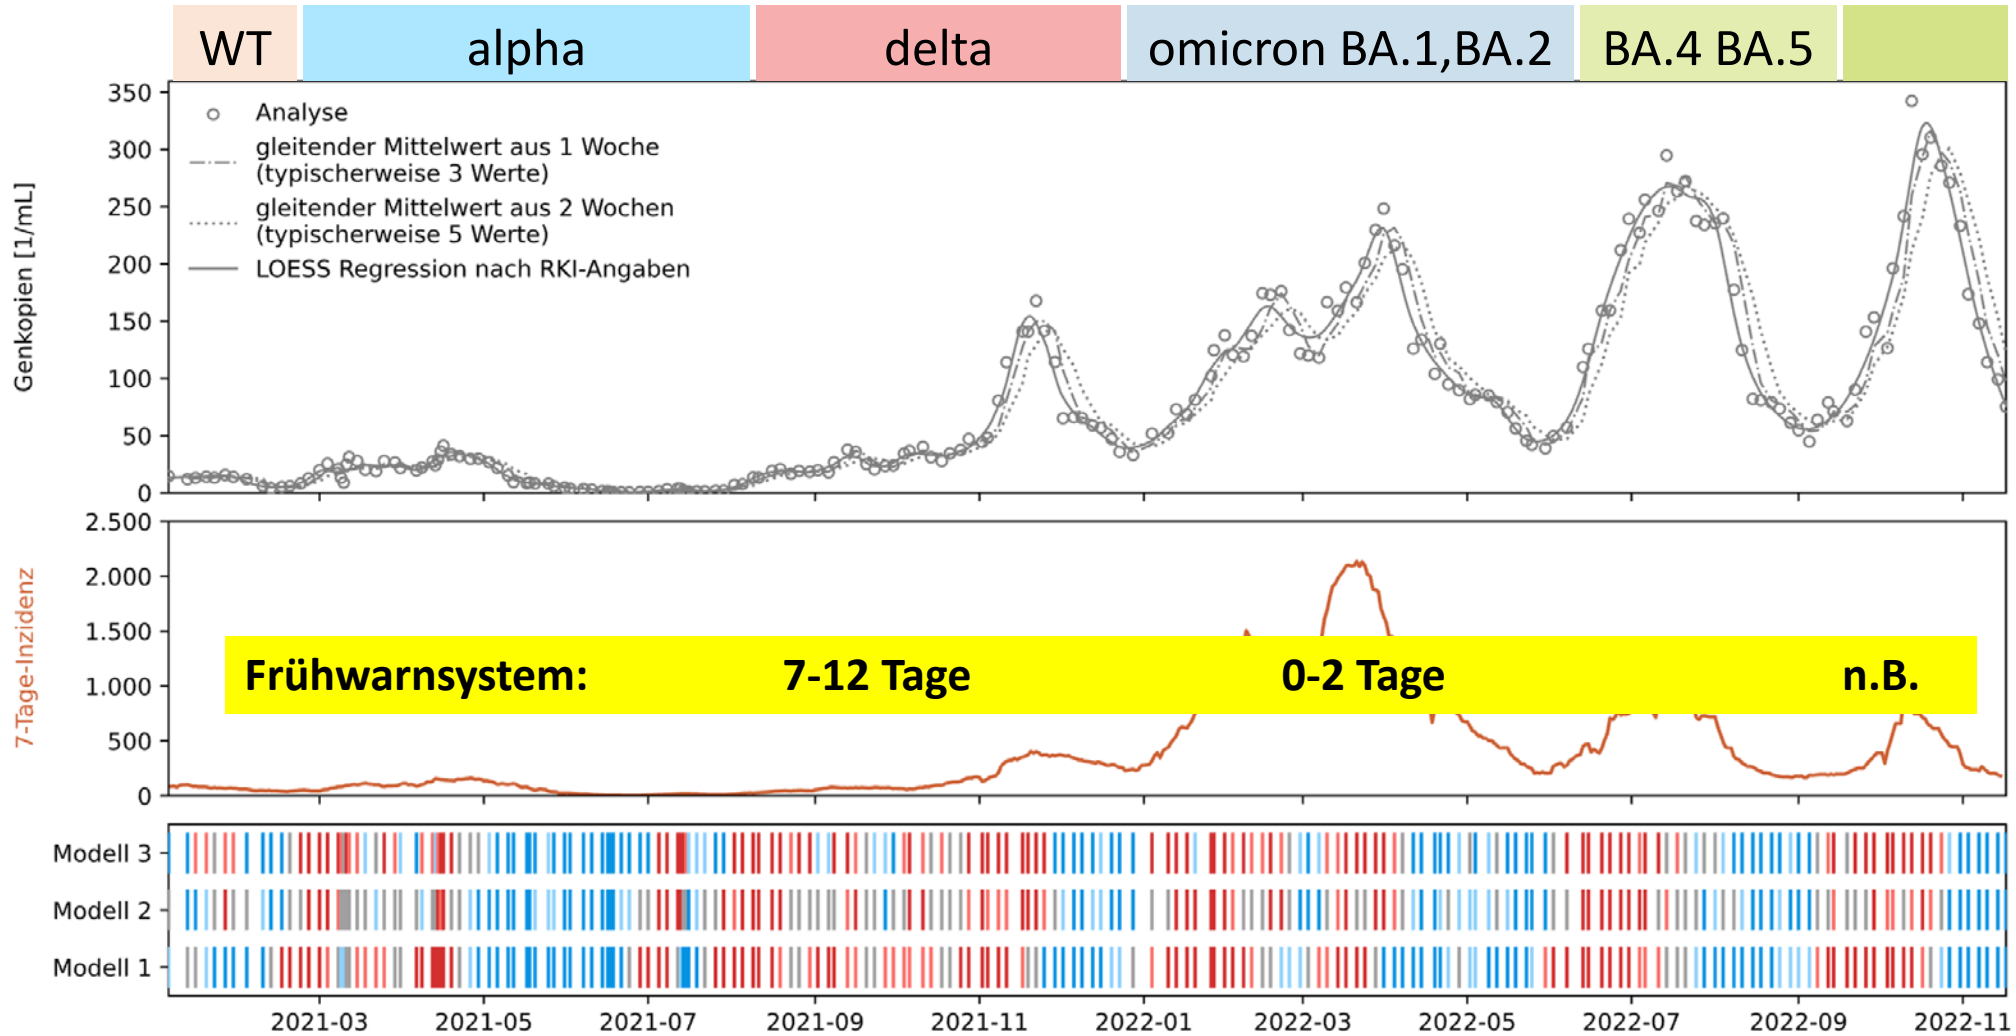 WT alpha delta omicron BA.1,BA.2 BA.4 BA.5
Genkopien [1/mL]
350
300
250
200
150
100
50
0
Analyse
gleitender Mittelwert aus 1 Woche
(typischerweise 3 Werte)
gleitender Mittelwert aus 2 Wochen
(typischerweise 5 Werte)
LOESS Regression nach RKI-Angaben
7-Tage-Inzidenz
2.500
2.000
1.500
1.000
500
0
Frühwarnsystem: 7-12 Tage 0-2 Tage n.B.
Modell 3
Modell 2
Modell 1
2021-03 2021-05 2021-07 2021-09 2021-11 2022-01 2022-03 2022-05 2022-07 2022-09 2022-11